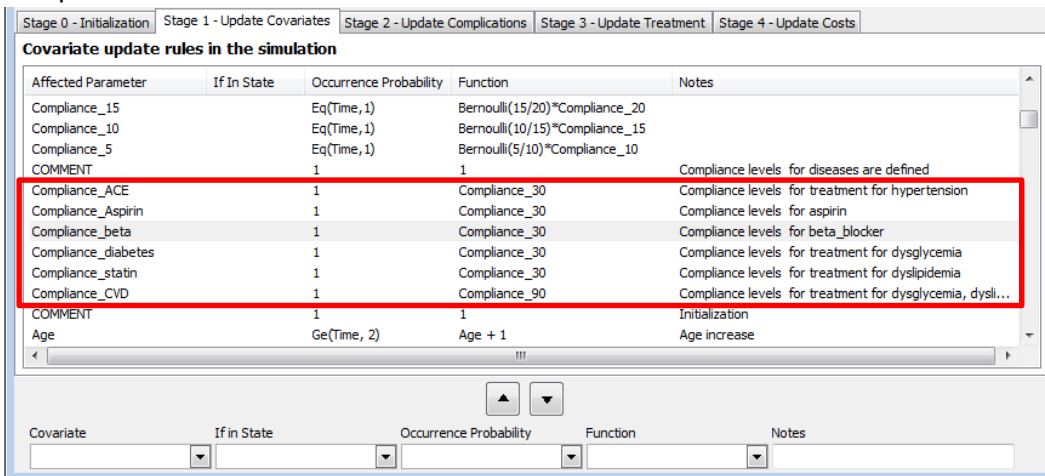 Stage 0 - Initialization Stage 1 - Update Covariates Stage 2 - Update Complications Stage 3 - Update Treatment Stage 4 - Update Costs
Covariate update rules in the simulation
Affected Parameter If In State Occurrence Probability Function Notes
Compliance_15 Eq(Time,1) Bernoulli(15/20)*Compliance_20
Compliance_10 Eq(Time,1) Bernoulli(10/15)*Compliance_15
Compliance_5 Eq(Time,1) Bernoulli(5/10)*Compliance_10
COMMENT 1 1 Compliance levels for diseases are defined
Compliance_ACE 1 Compliance_30 Compliance levels for treatment for hypertension
Compliance_Aspirin 1 Compliance_30 Compliance levels for aspirin
Compliance_beta 1 Compliance_30 Compliance levels for beta_blocker
Compliance_diabetes 1 Compliance_30 Compliance levels for treatment for dysglycemia
Compliance_statin 1 Compliance_30 Compliance levels for treatment for dyslipidemia
Compliance_CVD 1 Compliance_90 Compliance levels for treatment for dysglycemia, dysli...
COMMENT 1 1 Initialization
Age Ge(Time, 2) Age + 1 Age increase
Covariate If in State Occurrence Probability Function Notes